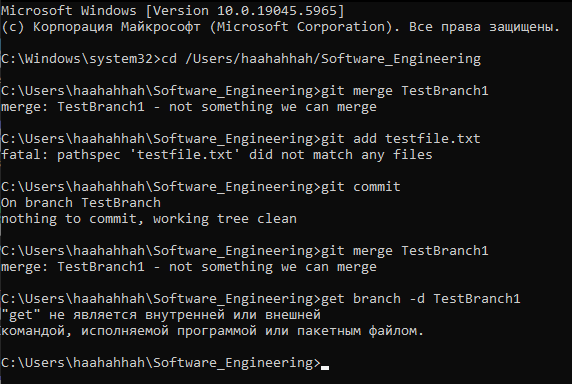 Microsoft Windows [Version 10.0.19045.5965]
(c) Корпорация Майкрософт (Microsoft Corporation). Все права защищены.
C:\Windows\system32>cd /Users/haahahhah/Software_Engineering
C:\Users\haahahhah\Software_Engineering>git merge TestBranch1
merge: TestBranch1 - not something we can merge
C:\Users\haahahhah\Software_Engineering>git add testfile.txt
fatal: pathspec 'testfile.txt' did not match any files
C:\Users\haahahhah\Software_Engineering>git commit
On branch TestBranch
nothing to commit, working tree clean
C:\Users\haahahhah\Software_Engineering>git merge TestBranch1
merge: TestBranch1 - not something we can merge
C:\Users\haahahhah\Software_Engineering>get branch -d TestBranch1
"get" не является внутренней или внешней
командой, исполняемой программой или пакетным файлом.
C:\Users\haahahhah\Software_Engineering>